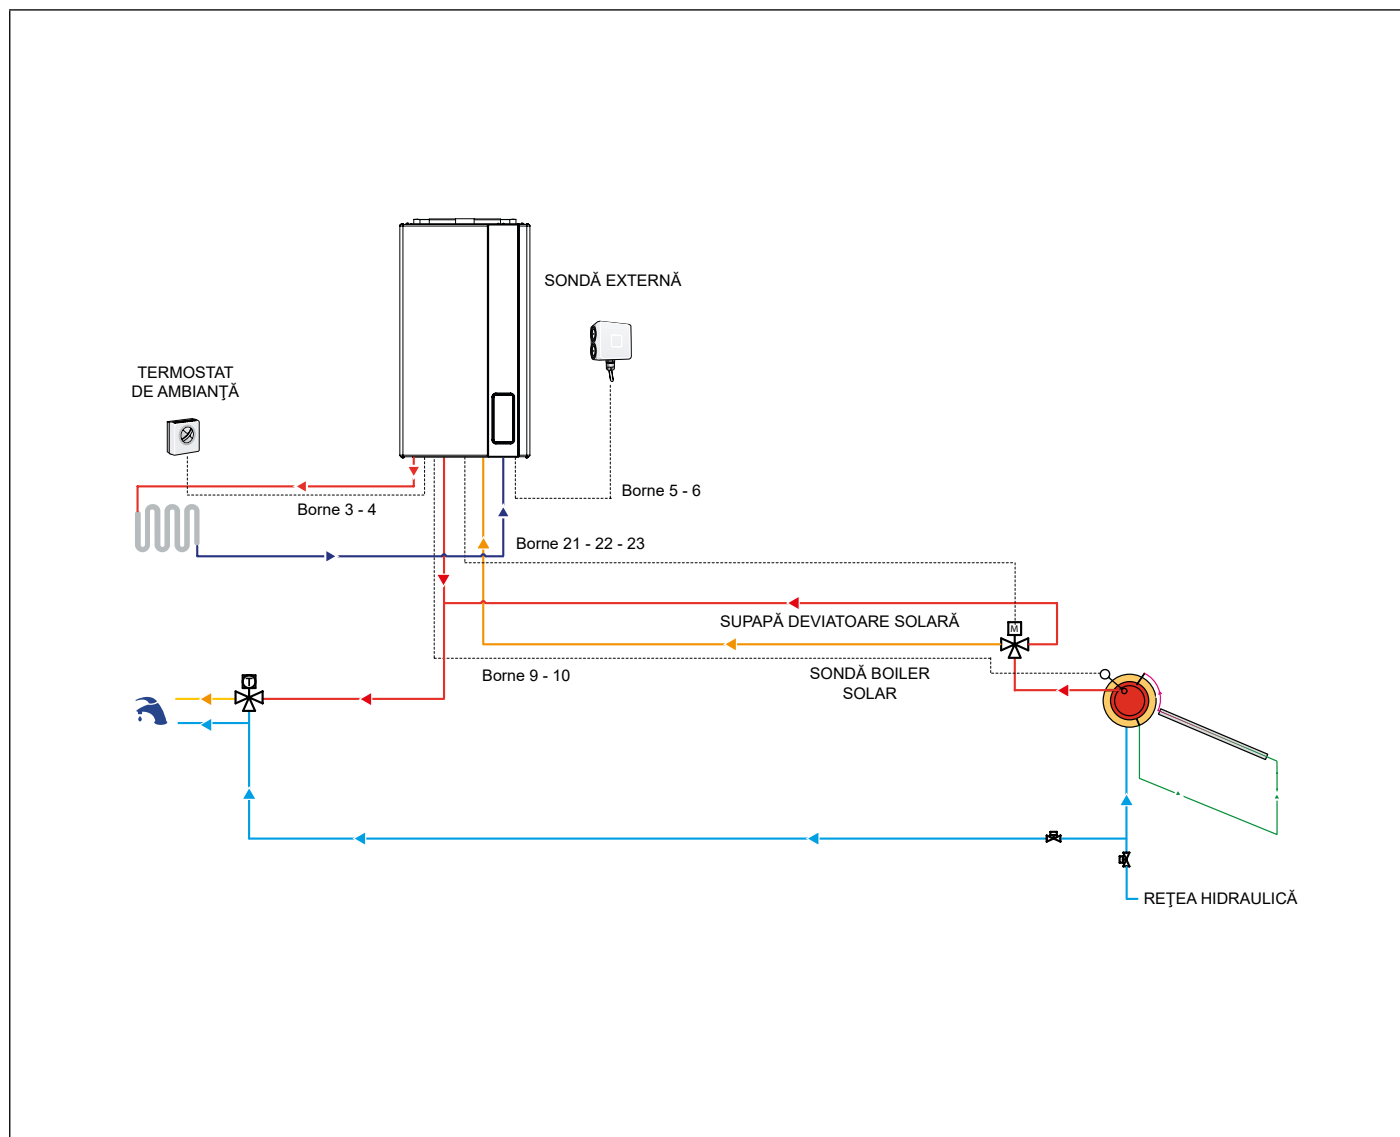 SONDĂ EXTERNĂ
TERMOSTAT
DE AMBIANŢĂ
Borne 5 - 6
Borne 3 - 4
Borne 21 - 22 - 23
SUPAPĂ DEVIATOARE SOLARĂ
M
SONDĂ BOILER
SOLAR
Borne 9 - 10
T
REŢEA HIDRAULICĂ